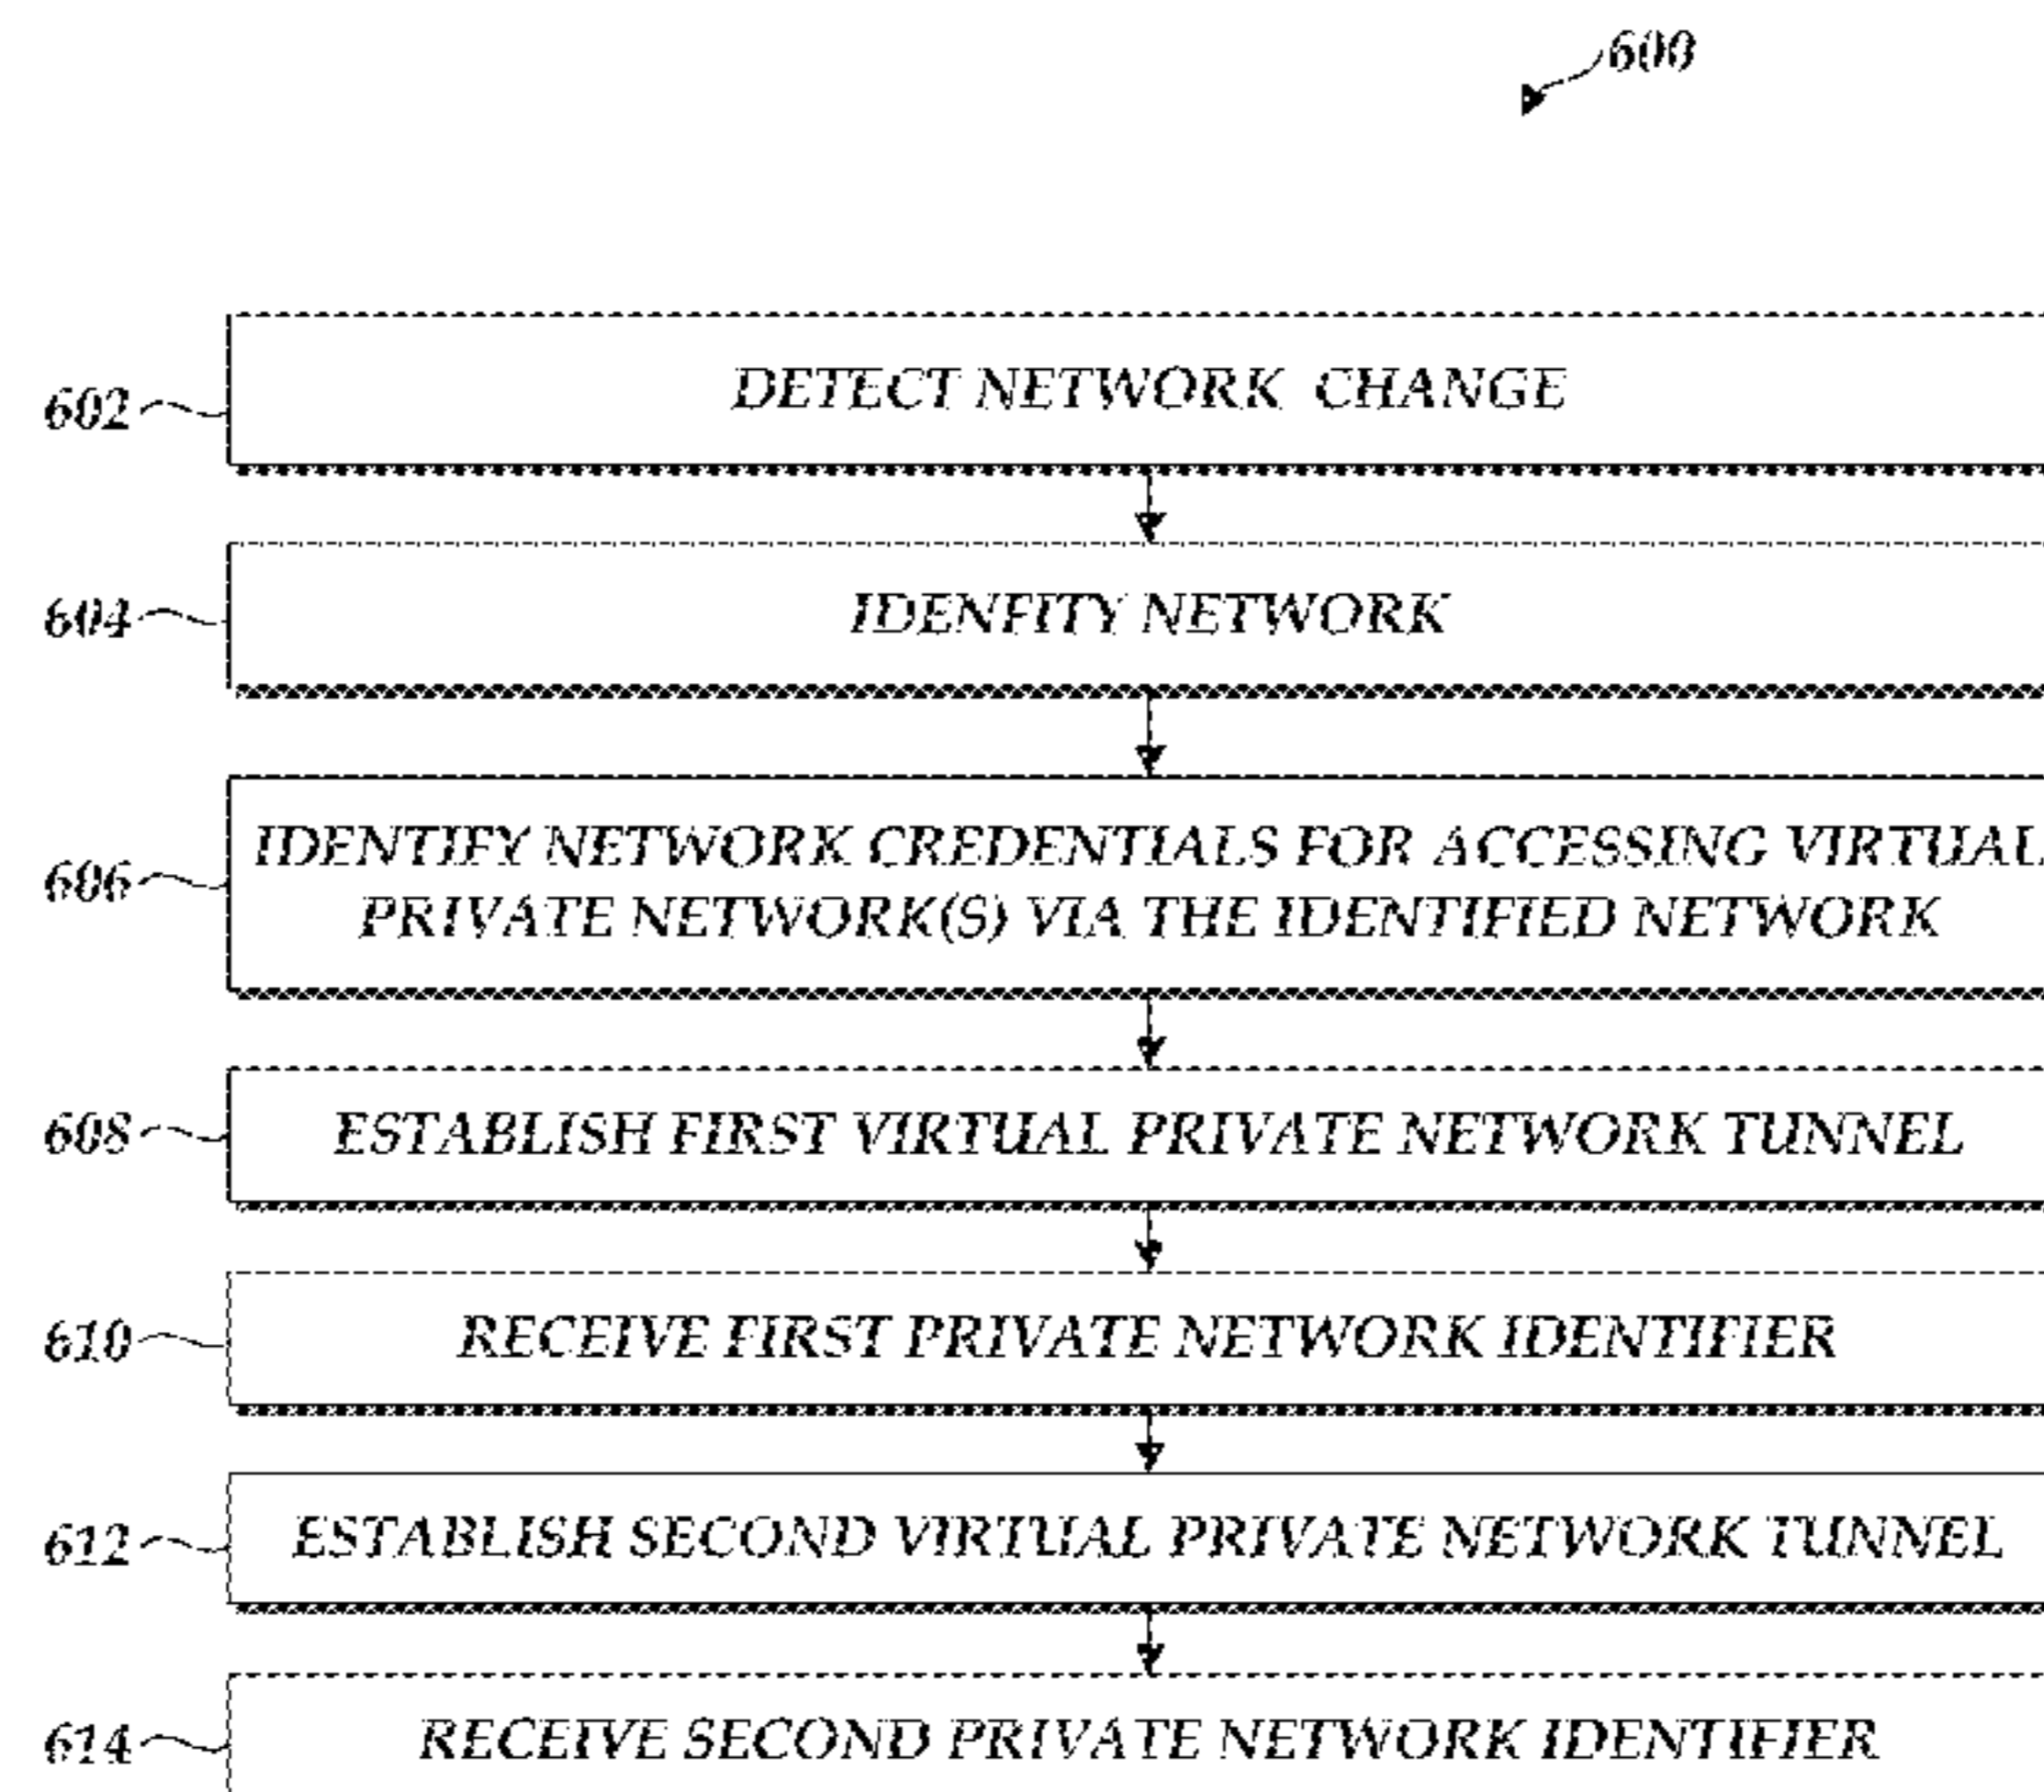 600
602 DETECT NETWORK CHANGE
604 IDENFITY NETWORK
606 IDENTIFY NETWORK CREDENTIALS FOR ACCESSING VIRTUAL
PRIVATE NETWORK(S) VIA THE IDENTIFIED NETWORK
608 ESTABLISH FIRST VIRTUAL PRIVATE NETWORK TUNNEL
610 RECEIVE FIRST PRIVATE NETWORK IDENTIFIER
612 ESTABLISH SECOND VIRTUAL PRIVATE NETWORK TUNNEL
614 RECEIVE SECOND PRIVATE NETWORK IDENTIFIER